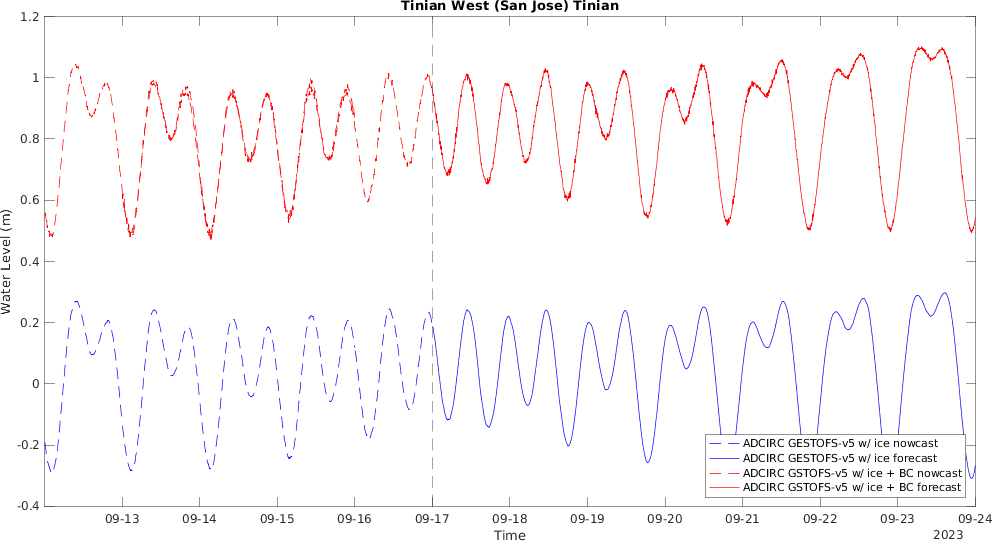 Tinian West (San Jose) Tinian
1.2
1
0.8
0.6
0.4
0.2
0
-0.2
-0.4
Water Level (m)
ADCIRC GESTOFS-v5 w/ ice nowcast
ADCIRC GESTOFS-v5 w/ ice forecast
ADCIRC GSTOFS-v5 w/ ice + BC nowcast
ADCIRC GSTOFS-v5 w/ ice + BC forecast
09-13 09-14 09-15 09-16 09-17 09-18 09-19 09-20 09-21 09-22 09-23 09-24
Time
2023